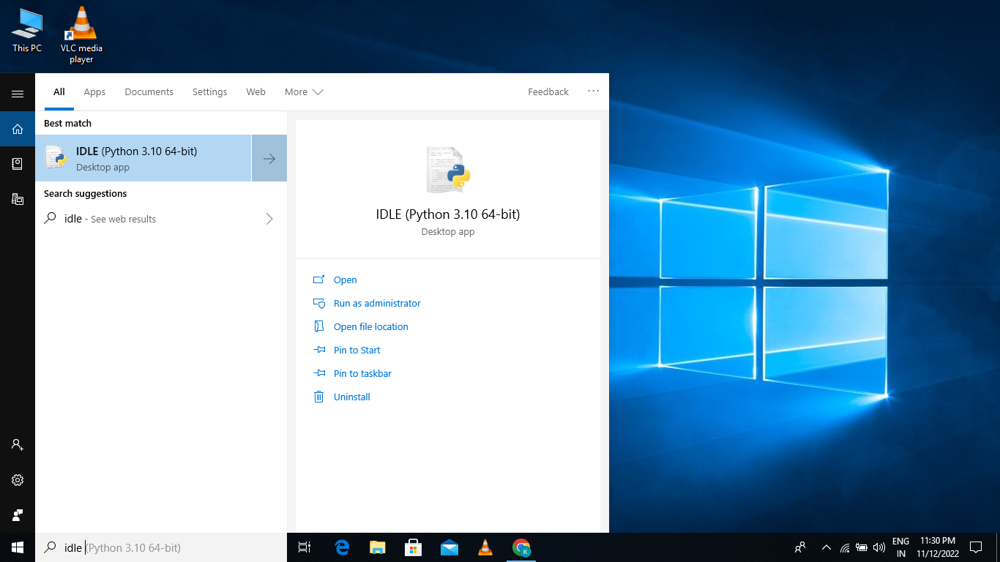 This PC
VLC media
player
All
Apps
Documents
Settings
Web
More
Feedback
Best match
IDLE (Python 3.10 64-bit)
Desktop app
Search suggestions
idle - See web results
IDLE (Python 3.10 64-bit)
Desktop app
Open
Run as administrator
Open file location
Pin to Start
Pin to taskbar
Uninstall
idle (Python 3.10 64-bit)
K
ENG
IN
11:30 PM
11/12/2022